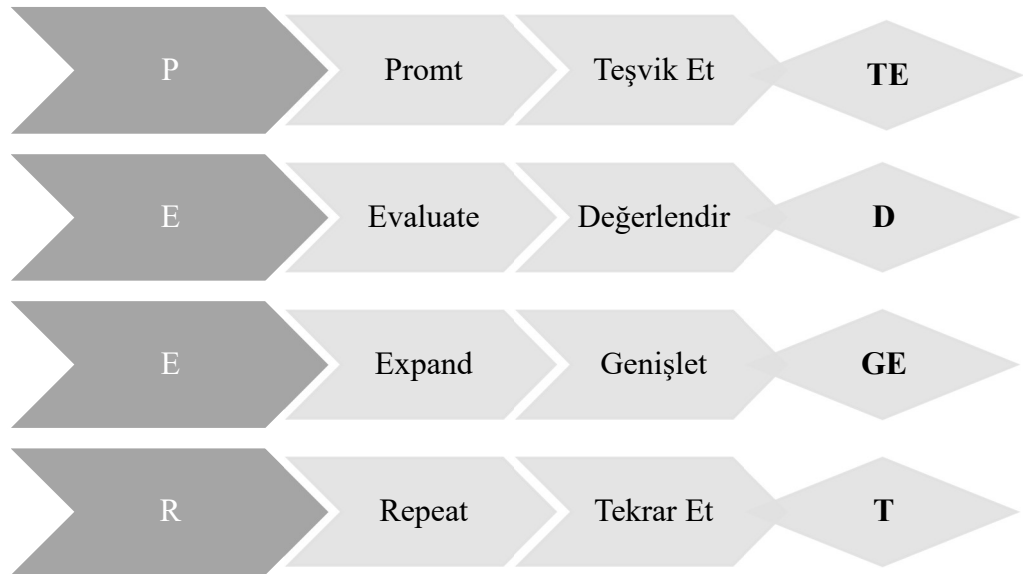 P Promt Teşvik Et TE
E Evaluate Değerlendir D
E Expand Genişlet GE
R Repeat Tekrar Et T